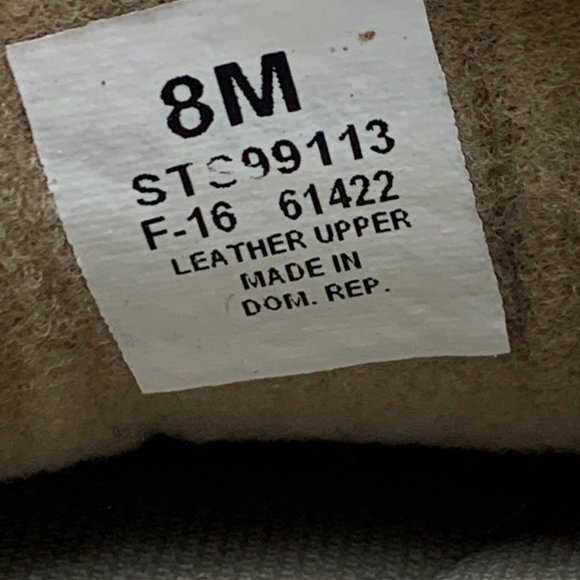 8M
STS99113
F-16 61422
LEATHER UPPER
MADE IN
DOM. REP.